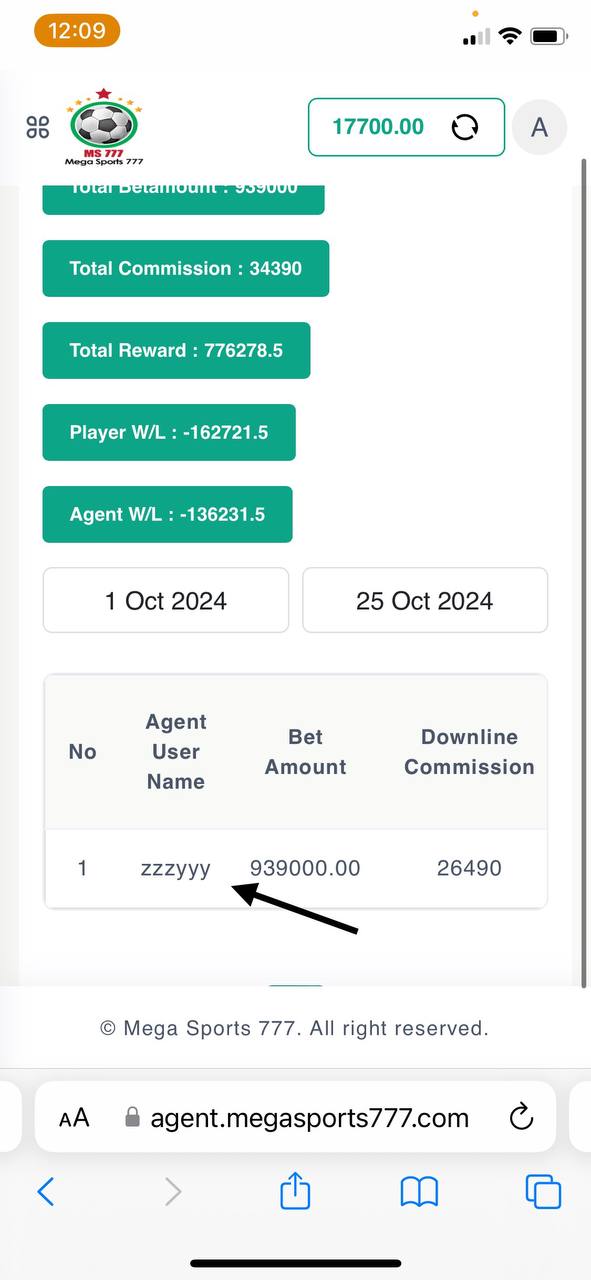 12:09
MS 777
Mega Sports 777
17700.00
A
Total Betamount : 939000
Total Commission : 34390
Total Reward : 776278.5
Player W/L : -162721.5
Agent W/L : -136231.5
1 Oct 2024 25 Oct 2024
No Agent User Name Bet Amount Downline Commission
1 zzzyyy 939000.00 26490
© Mega Sports 777. All right reserved.
AA agent.megasports777.com